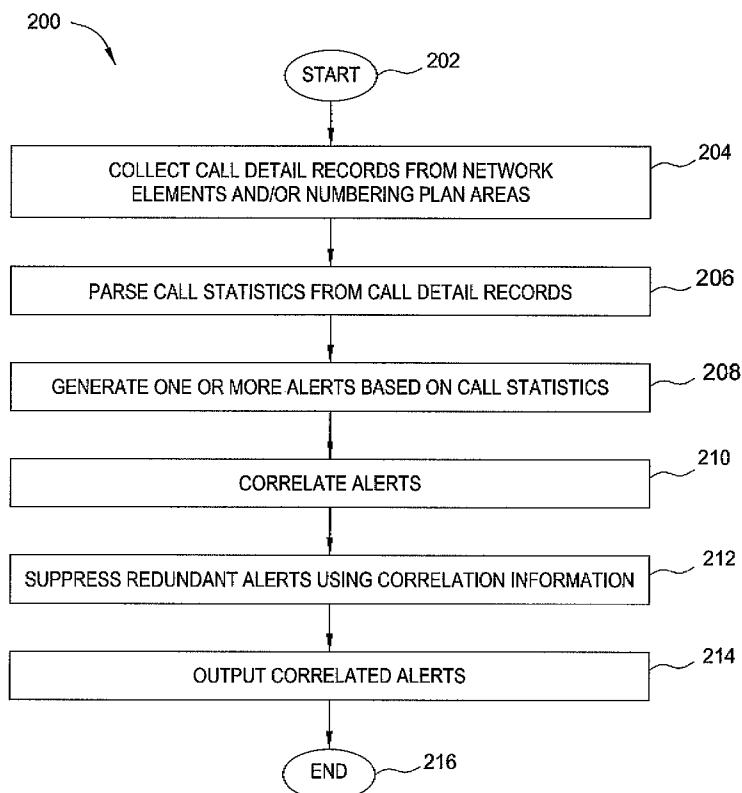 200
START
202
COLLECT CALL DETAIL RECORDS FROM NETWORK
ELEMENTS AND/OR NUMBERING PLAN AREAS
204
PARSE CALL STATISTICS FROM CALL DETAIL RECORDS
206
GENERATE ONE OR MORE ALERTS BASED ON CALL STATISTICS
208
CORRELATE ALERTS
210
SUPPRESS REDUNDANT ALERTS USING CORRELATION INFORMATION
212
OUTPUT CORRELATED ALERTS
214
END
216